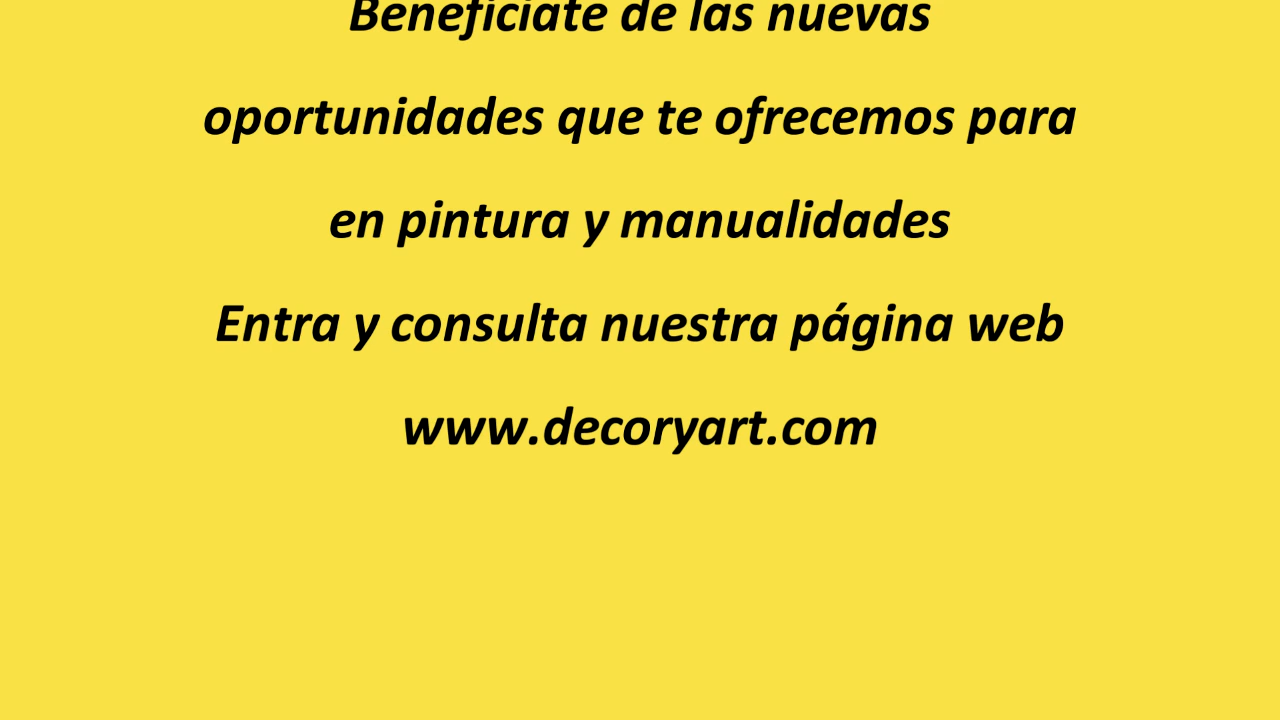 Beneficiate de las nuevas
oportunidades que te ofrecemos para
en pintura y manualidades
Entra y consulta nuestra página web
www.decoryart.com